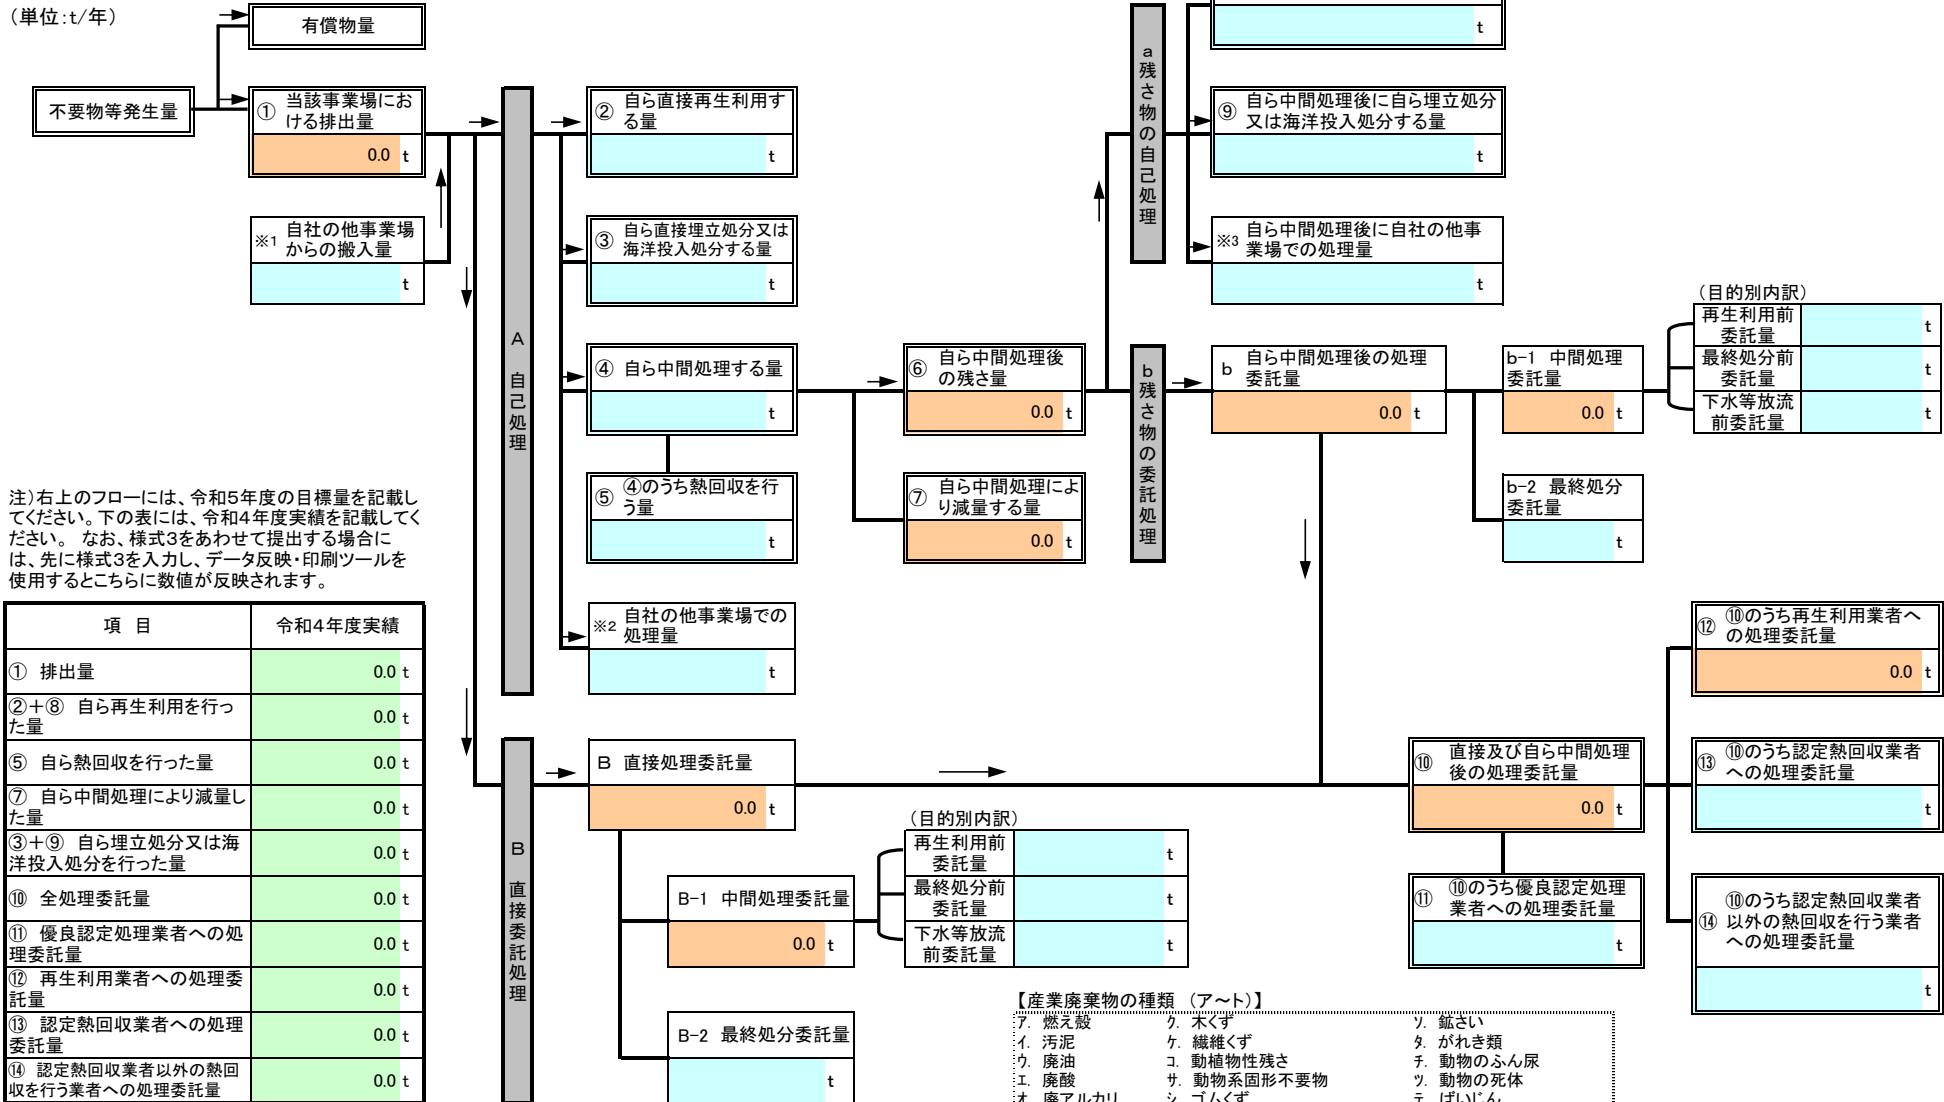 （単位：t/年）
有償物量
不要物等発生量
① 当該事業場にお
ける排出量
0.0 t
※1 自社の他事業場
からの搬入量
t
A 自己処理
② 自ら直接再生利用す
る量
t
③ 自ら直接埋立処分又は
海洋投入処分する量
t
④ 自ら中間処理する量
t
⑤ ④のうち熱回収を行
う量
t
※2 自社の他事業場での
処理量
t
⑥ 自ら中間処理後
の残さ量
0.0 t
⑦ 自ら中間処理によ
り減量する量
0.0 t
a残さ物の自己処理
t
⑨ 自ら中間処理後に自ら埋立処分
又は海洋投入処分する量
t
※3 自ら中間処理後に自社の他事
業場での処理量
t
b残さ物の委託処理
b 自ら中間処理後の処理
委託量
0.0 t
b-1 中間処理
委託量
0.0 t
（目的別内訳）
再生利用前
委託量
t
最終処分前
委託量
t
下水等放流
前委託量
t
b-2 最終処分
委託量
t
注）右上のフローには、令和５年度の目標量を記載し
てください。下の表には、令和４年度実績を記載してく
ださい。 なお、様式３をあわせて提出する場合に
は、先に様式３を入力し、データ反映・印刷ツールを
使用するとこちらに数値が反映されます。
項 目 令和４年度実績
① 排出量 0.0 t
②＋⑧ 自ら再生利用を行っ
た量 0.0 t
⑤ 自ら熱回収を行った量 0.0 t
⑦ 自ら中間処理により減量し
た量 0.0 t
③＋⑨ 自ら埋立処分又は海
洋投入処分を行った量 0.0 t
⑩ 全処理委託量 0.0 t
⑪ 優良認定処理業者への処
理委託量 0.0 t
⑫ 再生利用業者への処理委
託量 0.0 t
⑬ 認定熱回収業者への処理
委託量 0.0 t
⑭ 認定熱回収業者以外の熱回
収を行う業者への処理委託量 0.0 t
B 直接委託処理
B 直接処理委託量
0.0 t
B-1 中間処理委託量
0.0 t
（目的別内訳）
再生利用前
委託量
t
最終処分前
委託量
t
下水等放流
前委託量
t
B-2 最終処分委託量
t
⑩ 直接及び自ら中間処理
後の処理委託量
0.0 t
⑪ ⑩のうち優良認定処理
業者への処理委託量
t
⑫ ⑩のうち再生利用業者へ
の処理委託量
0.0 t
⑬ ⑩のうち認定熱回収業者
への処理委託量
t
⑩のうち認定熱回収業者
⑭ 以外の熱回収を行う業者
への処理委託量
t
【産業廃棄物の種類 （ア～ト）】
ア. 燃え殻 ク. 木くず ソ. 鉱さい
イ. 汚泥 ケ. 繊維くず タ. がれき類
ウ. 廃油 コ. 動植物性残さ チ. 動物のふん尿
エ. 廃酸 サ. 動物系固形不要物 ツ. 動物の死体
オ. 廃アルカリ シ. ゴムくず テ. ばいじん